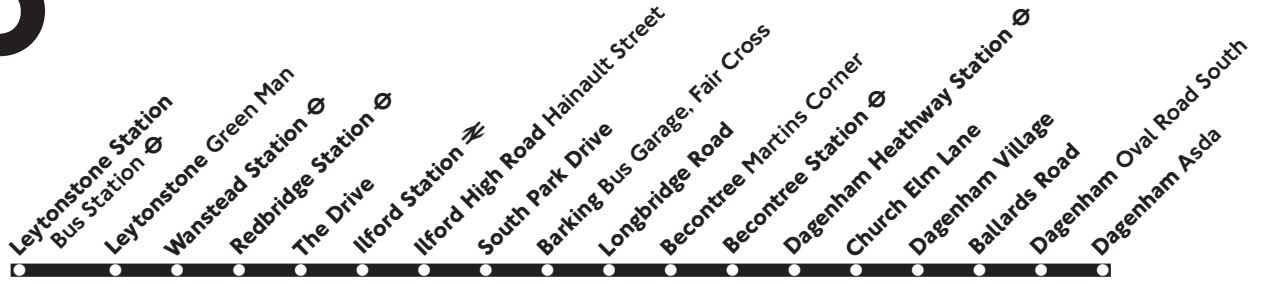 Leytonstone Station
Bus Station
Leytonstone Green Man
Wanstead Station
Redbridge Station
The Drive
Ilford Station
Ilford High Road Hainault Street
South Park Drive
Barking Bus Garage, Fair Cross
Longbridge Road
Becontree Martins Corner
Becontree Station
Dagenham Heathway Station
Church Elm Lane
Dagenham Village
Ballards Road
Dagenham Oval Road South
Dagenham Asda